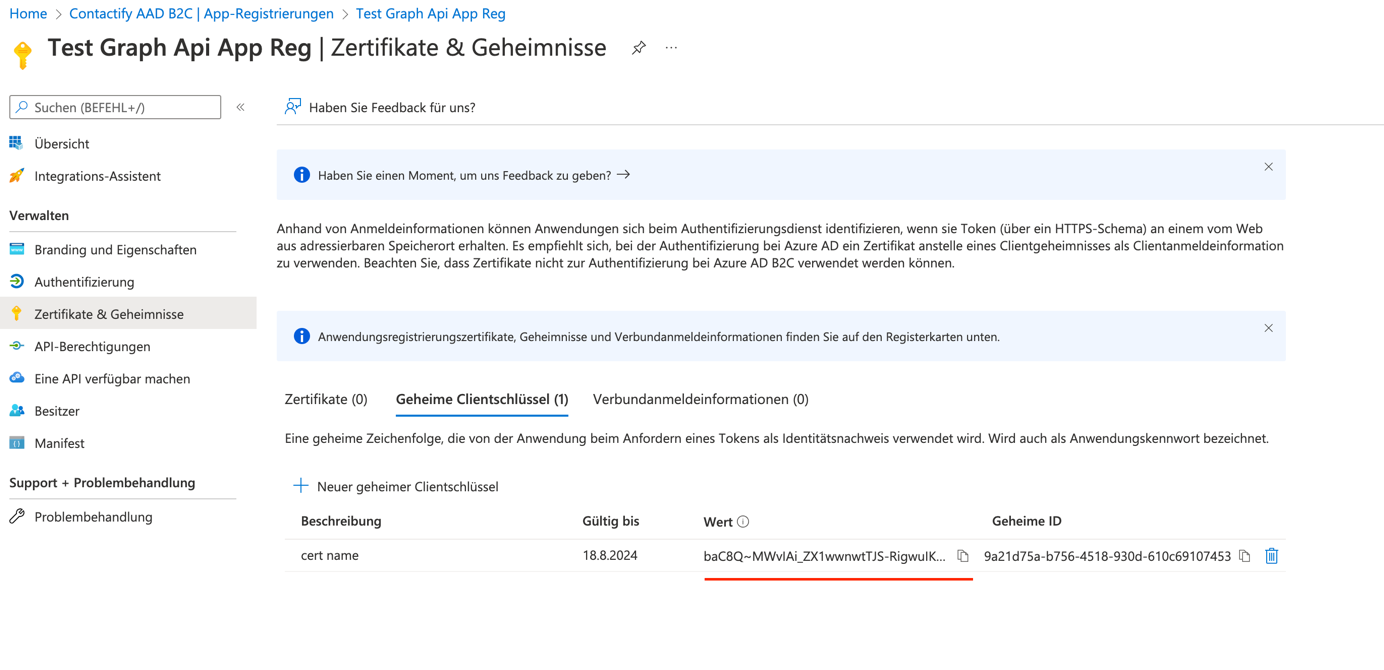 Home > Contactify AAD B2C | App-Registrierungen > Test Graph Api App Reg
Test Graph Api App Reg | Zertifikate & Geheimnisse
Suchen (BEFEHL+/)
Übersicht
Integrations-Assistent
Verwalten
Branding und Eigenschaften
Authentifizierung
Zertifikate & Geheimnisse
API-Berechtigungen
Eine API verfügbar machen
Besitzer
Manifest
Support + Problembehandlung
Problembehandlung
Haben Sie Feedback für uns?
Haben Sie einen Moment, um uns Feedback zu geben? →
Anhand von Anmeldeinformationen können Anwendungen sich beim Authentifizierungsdienst identifizieren, wenn sie Token (über ein HTTPS-Schema) an einem vom Web
aus adressierbaren Speicherort erhalten. Es empfiehlt sich, bei der Authentifizierung bei Azure AD ein Zertifikat anstelle eines Clientgeheimnisses als Clientanmeldeinformation
zu verwenden. Beachten Sie, dass Zertifikate nicht zur Authentifizierung bei Azure AD B2C verwendet werden können.
Anwendungsregistrierungszertifikate, Geheimnisse und Verbundanmeldeinformationen finden Sie auf den Registerkarten unten.
Zertifikate (0) Geheime Clientschlüssel (1) Verbundanmeldeinformationen (0)
Eine geheime Zeichenfolge, die von der Anwendung beim Anfordern eines Tokens als Identitätsnachweis verwendet wird. Wird auch als Anwendungskennwort bezeichnet.
Neuer geheimer Clientschlüssel
Beschreibung Gültig bis Wert Geheime ID
cert name 18.8.2024 baC8Q~MWvIAi_ZX1wwnwtTJS-RigwuIK... 9a21d75a-b756-4518-930d-610c69107453